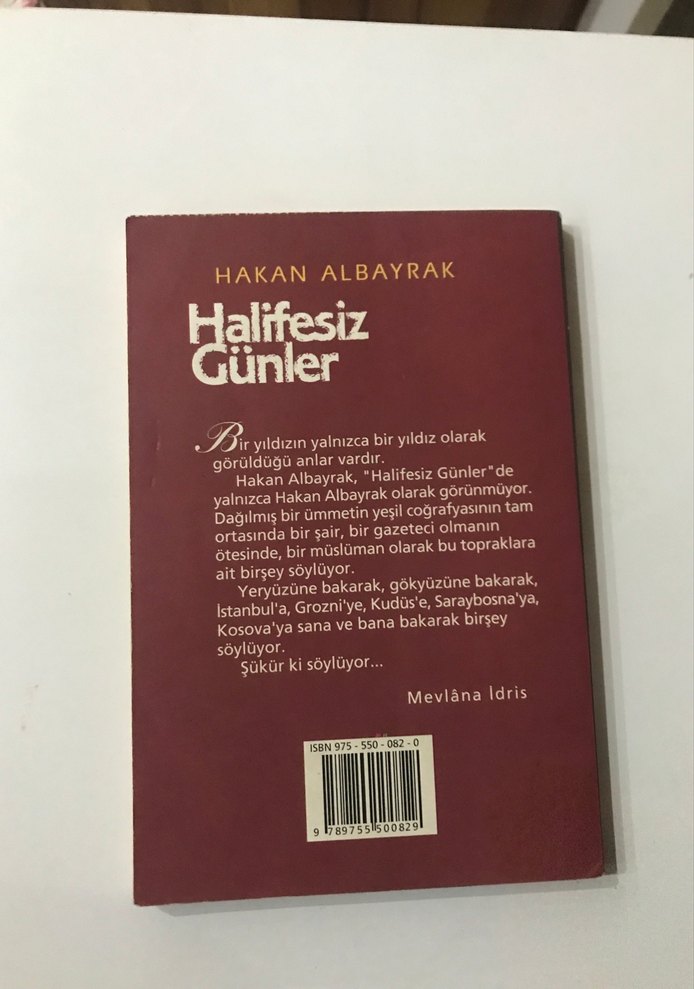 HAKAN ALBAYRAK
Halifesiz
Günler
Bir yıldızın yalnızca bir yıldız olarak
görüldüğü anlar vardır.
Hakan Albayrak, "Halifesiz Günler"de
yalnızca Hakan Albayrak olarak görünmüyor.
Dağılmış bir ümmetin yeşil coğrafyasının tam
ortasında bir şair, bir gazeteci olmanın
ötesinde, bir müslüman olarak bu topraklara
ait birşey söylüyor.
Yeryüzüne bakarak, gökyüzüne bakarak,
İstanbul'a, Grozni'ye, Kudüs'e, Saraybosna'ya,
Kosova'ya sana ve bana bakarak birşey
söylüyor.
Şükür ki söylüyor...
Mevlâna İdris
ISBN 975 - 550 - 082 - 0
9 789755 500829